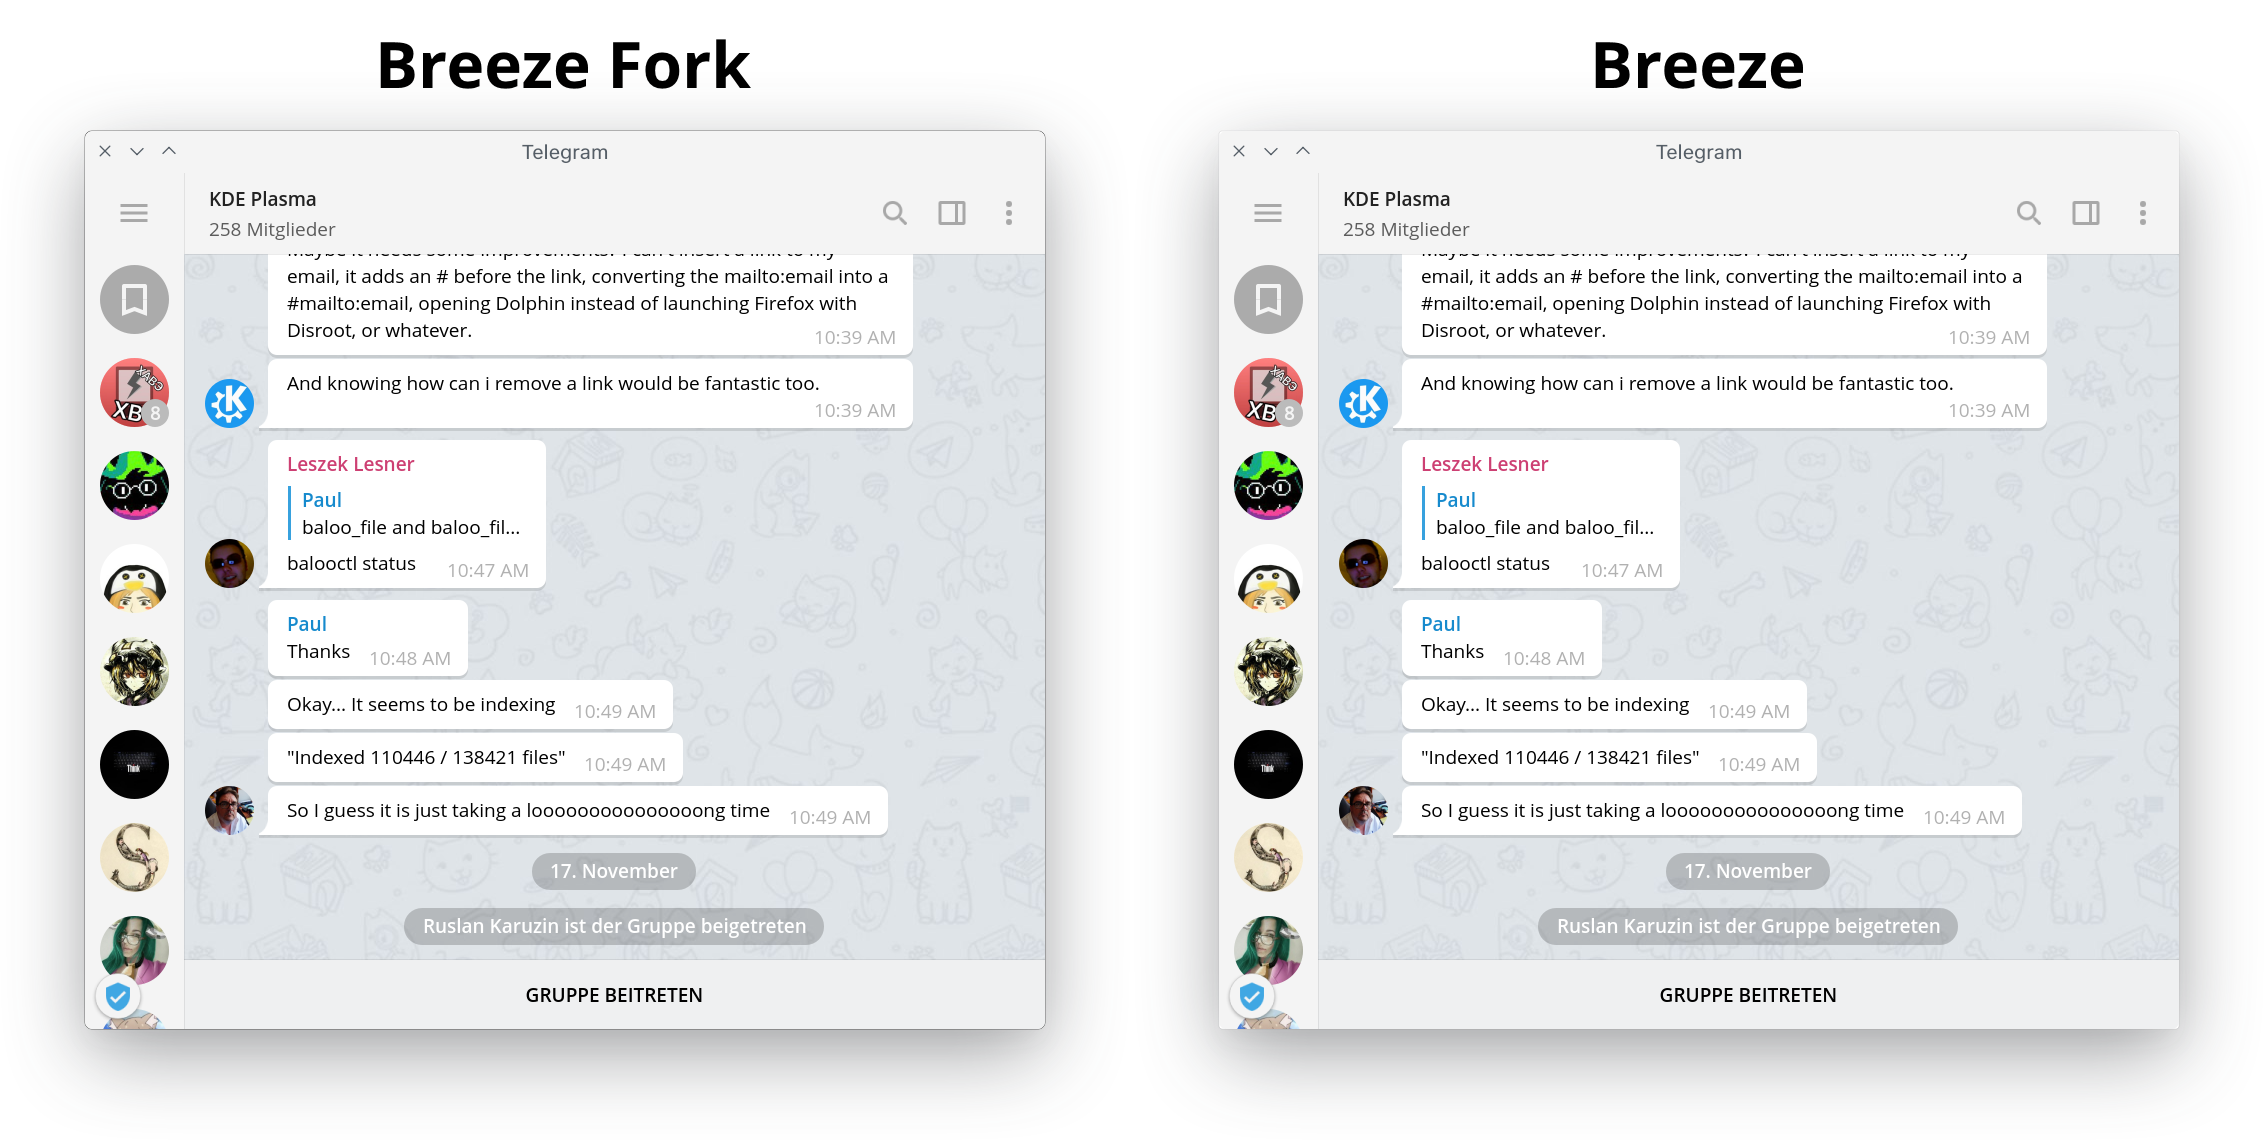 Breeze Fork
Telegram
KDE Plasma
258 Mitglieder
email, it adds an # before the link, converting the mailto:email into a
#mailto:email, opening Dolphin instead of launching Firefox with
Disroot, or whatever.
10:39 AM
And knowing how can i remove a link would be fantastic too.
10:39 AM
XABЭ
XB
8
Leszek Lesner
Paul
baloo_file and baloo_fil...
balooctl status 10:47 AM
Paul
Thanks 10:48 AM
Okay... It seems to be indexing 10:49 AM
"Indexed 110446 / 138421 files" 10:49 AM
Think
So I guess it is just taking a looooooooooooooong time 10:49 AM
17. November
Ruslan Karuzin ist der Gruppe beigetreten
GRUPPE BEITRETEN
Breeze
Telegram
KDE Plasma
258 Mitglieder
email, it adds an # before the link, converting the mailto:email into a
#mailto:email, opening Dolphin instead of launching Firefox with
Disroot, or whatever.
10:39 AM
And knowing how can i remove a link would be fantastic too.
10:39 AM
XABЭ
XB
8
Leszek Lesner
Paul
baloo_file and baloo_fil...
balooctl status 10:47 AM
Paul
Thanks 10:48 AM
Okay... It seems to be indexing 10:49 AM
"Indexed 110446 / 138421 files" 10:49 AM
Think
So I guess it is just taking a looooooooooooooong time 10:49 AM
17. November
Ruslan Karuzin ist der Gruppe beigetreten
GRUPPE BEITRETEN